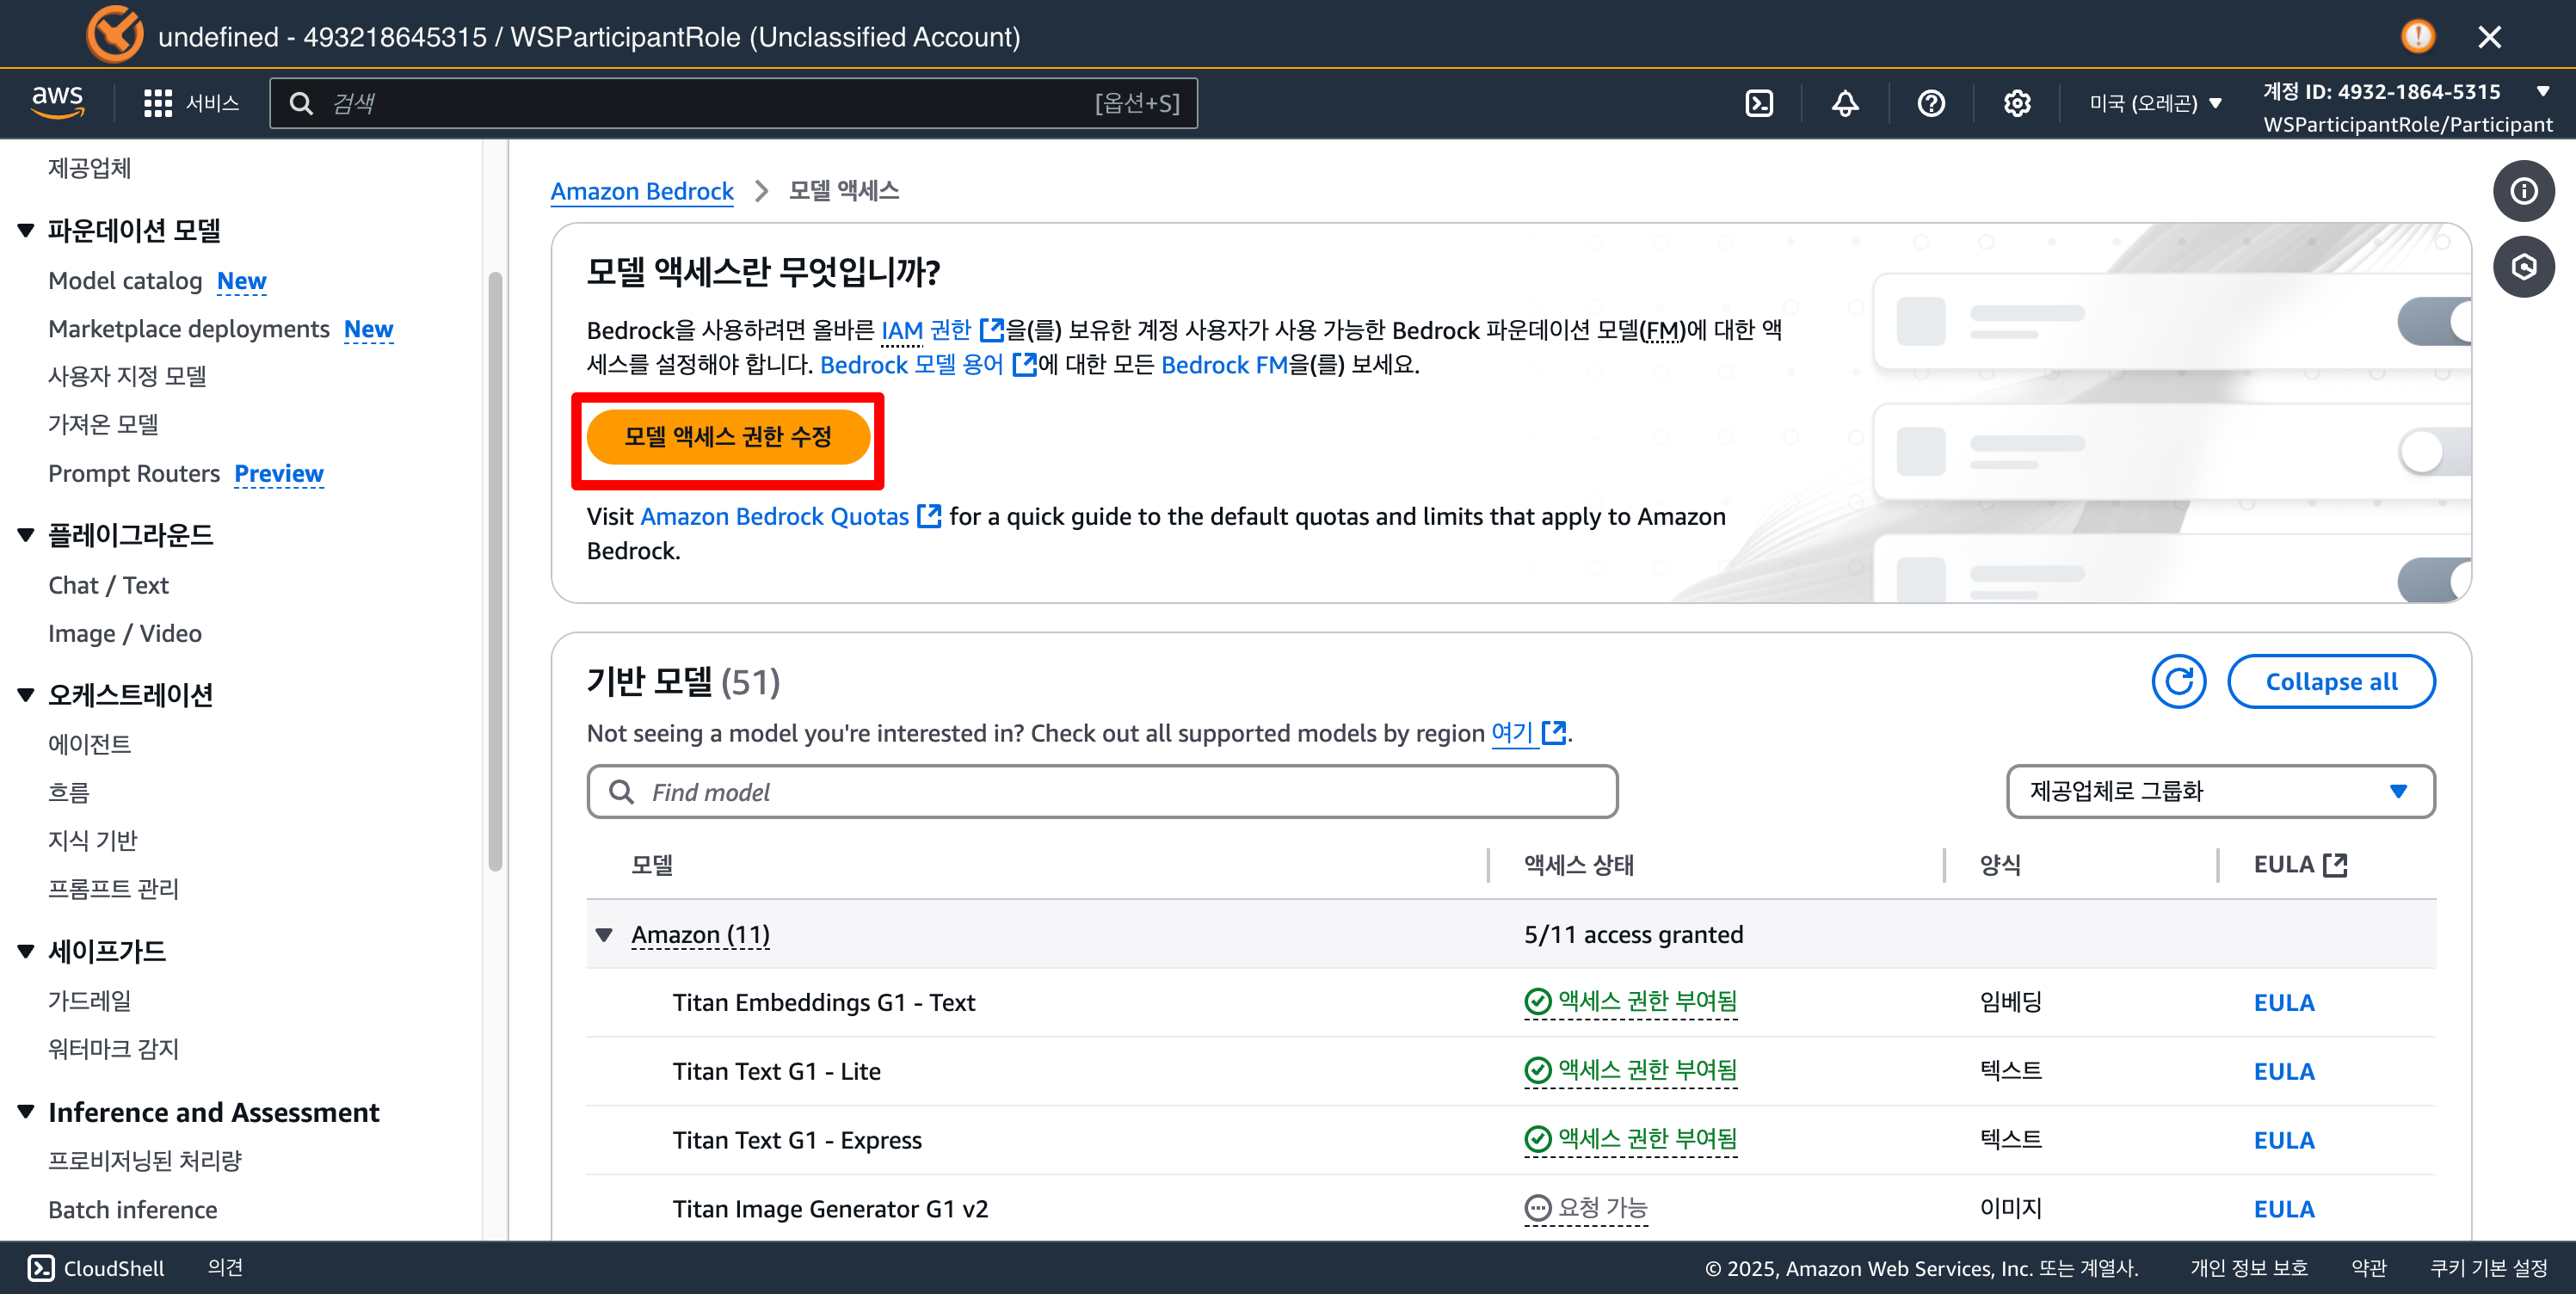 undefined - 493218645315 / WSParticipantRole (Unclassified Account)
aws
서비스
검색
[옵션+S]
미국 (오레곤)
계정 ID: 4932-1864-5315
WSParticipantRole/Participant
제공업체
파운데이션 모델
Model catalog New
Marketplace deployments New
사용자 지정 모델
가져온 모델
Prompt Routers Preview
플레이그라운드
Chat / Text
Image / Video
오케스트레이션
에이전트
흐름
지식 기반
프롬프트 관리
세이프가드
가드레일
워터마크 감지
Inference and Assessment
프로비저닝된 처리량
Batch inference
Amazon Bedrock > 모델 액세스
모델 액세스란 무엇입니까?
Bedrock을 사용하려면 올바른 IAM 권한 을(를) 보유한 계정 사용자가 사용 가능한 Bedrock 파운데이션 모델(FM)에 대한 액
세스를 설정해야 합니다. Bedrock 모델 용어 에 대한 모든 Bedrock FM을(를) 보세요.
모델 액세스 권한 수정
Visit Amazon Bedrock Quotas for a quick guide to the default quotas and limits that apply to Amazon
Bedrock.
기반 모델 (51)
Collapse all
Not seeing a model you're interested in? Check out all supported models by region 여기 .
Find model
제공업체로 그룹화
모델 액세스 상태 양식 EULA
Amazon (11) 5/11 access granted
Titan Embeddings G1 - Text 액세스 권한 부여됨 임베딩 EULA
Titan Text G1 - Lite 액세스 권한 부여됨 텍스트 EULA
Titan Text G1 - Express 액세스 권한 부여됨 텍스트 EULA
Titan Image Generator G1 v2 요청 가능 이미지 EULA
CloudShell
의견
© 2025, Amazon Web Services, Inc. 또는 계열사.
개인 정보 보호
약관
쿠키 기본 설정